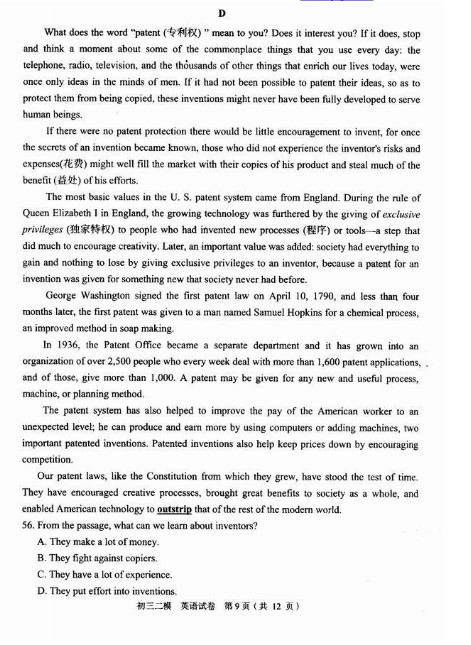 D
What does the word “patent (专利权) ” mean to you? Does it interest you? If it does, stop
and think a moment about some of the commonplace things that you use every day: the
telephone, radio, television, and the thousands of other things that enrich our lives today, were
once only ideas in the minds of men. If it had not been possible to patent their ideas, so as to
protect them from being copied, these inventions might never have been fully developed to serve
human beings.
If there were no patent protection there would be little encouragement to invent, for once
the secrets of an invention became known, those who did not experience the inventor's risks and
expenses(花费) might well fill the market with their copies of his product and steal much of the
benefit (益处) of his efforts.
The most basic values in the U. S. patent system came from England. During the rule of
Queen Elizabeth I in England, the growing technology was furthered by the giving of exclusive
privileges (独家特权) to people who had invented new processes (程序) or tools—a step that
did much to encourage creativity. Later, an important value was added: society had everything to
gain and nothing to lose by giving exclusive privileges to an inventor, because a patent for an
invention was given for something new that society never had before.
George Washington signed the first patent law on April 10, 1790, and less than four
months later, the first patent was given to a man named Samuel Hopkins for a chemical process,
an improved method in soap making.
In 1936, the Patent Office became a separate department and it has grown into an
organization of over 2,500 people who every week deal with more than 1,600 patent applications,
and of those, give more than 1,000. A patent may be given for any new and useful process,
machine, or planning method.
The patent system has also helped to improve the pay of the American worker to an
unexpected level; he can produce and earn more by using computers or adding machines, two
important patented inventions. Patented inventions also help keep prices down by encouraging
competition.
Our patent laws, like the Constitution from which they grew, have stood the test of time.
They have encouraged creative processes, brought great benefits to society as a whole, and
enabled American technology to outstrip that of the rest of the modern world.
56. From the passage, what can we learn about inventors?
A. They make a lot of money.
B. They fight against copiers.
C. They have a lot of experience.
D. They put effort into inventions.
初三二模 英语试卷 第 9 页 ( 共 12 页 )